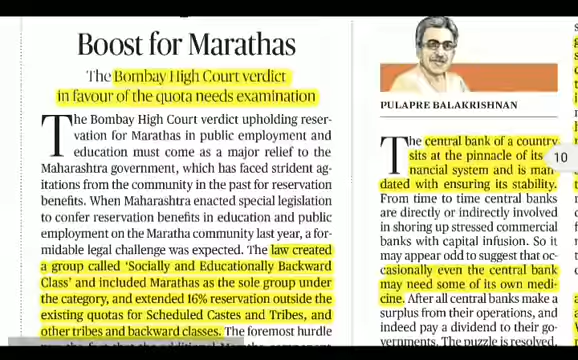 Boost for Marathas
The Bombay High Court verdict
in favour of the quota needs examination
The Bombay High Court verdict upholding reser-
vation for Marathas in public employment and
education must come as a major relief to the
Maharashtra government, which has faced strident ag-
itations from the community in the past for reservation
benefits. When Maharashtra enacted special legislation
to confer reservation benefits in education and public
employment on the Maratha community last year, a for-
midable legal challenge was expected. The law created
a group called 'Socially and Educationally Backward
Class' and included Marathas as the sole group under
the category, and extended 16% reservation outside the
existing quotas for Scheduled Castes and Tribes, and
other tribes and backward classes. The foremost hurdle
PULAPRE BALAKRISHNAN
The central bank of a country
sits at the pinnacle of its
nancial system and is man
dated with ensuring its stability.
From time to time central banks
are directly or indirectly involved
in shoring up stressed commercial
banks with capital infusion. So it
may appear odd to suggest that oc-
casionally even the central bank
may need some of its own medi-
cine. After all central banks make a
surplus from their operations, and
indeed pay a dividend to their go-
vernments. The puzzle is resolved,
10